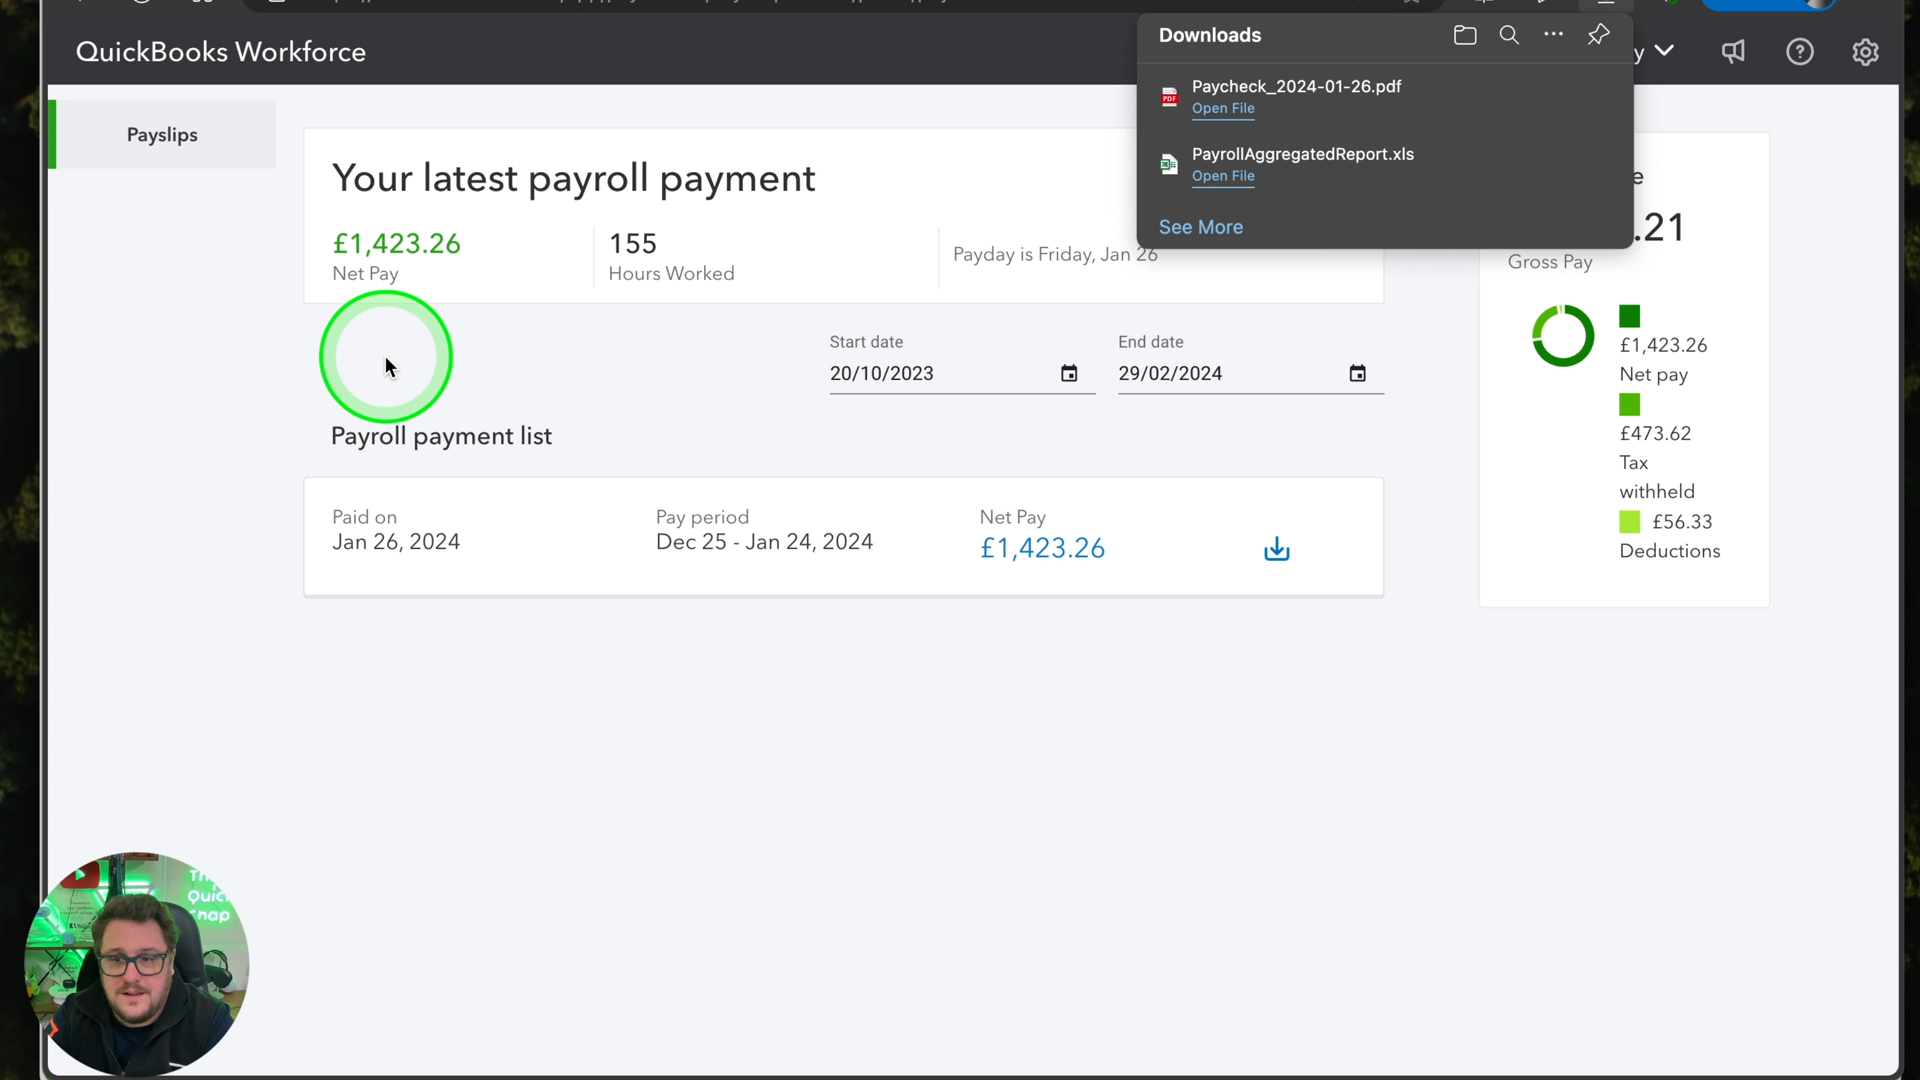 QuickBooks Workforce
Downloads
Paycheck_2024-01-26.pdf
Open File
PayrollAggregatedReport.xls
Open File
See More
y
Payslips
Your latest payroll payment
£1,423.26
Net Pay
155
Hours Worked
Payday is Friday, Jan 26
e
.21
Gross Pay
£1,423.26
Net pay
£473.62
Tax
withheld
£56.33
Deductions
Start date
20/10/2023
End date
29/02/2024
Payroll payment list
Paid on
Jan 26, 2024
Pay period
Dec 25 - Jan 24, 2024
Net Pay
£1,423.26
PDF